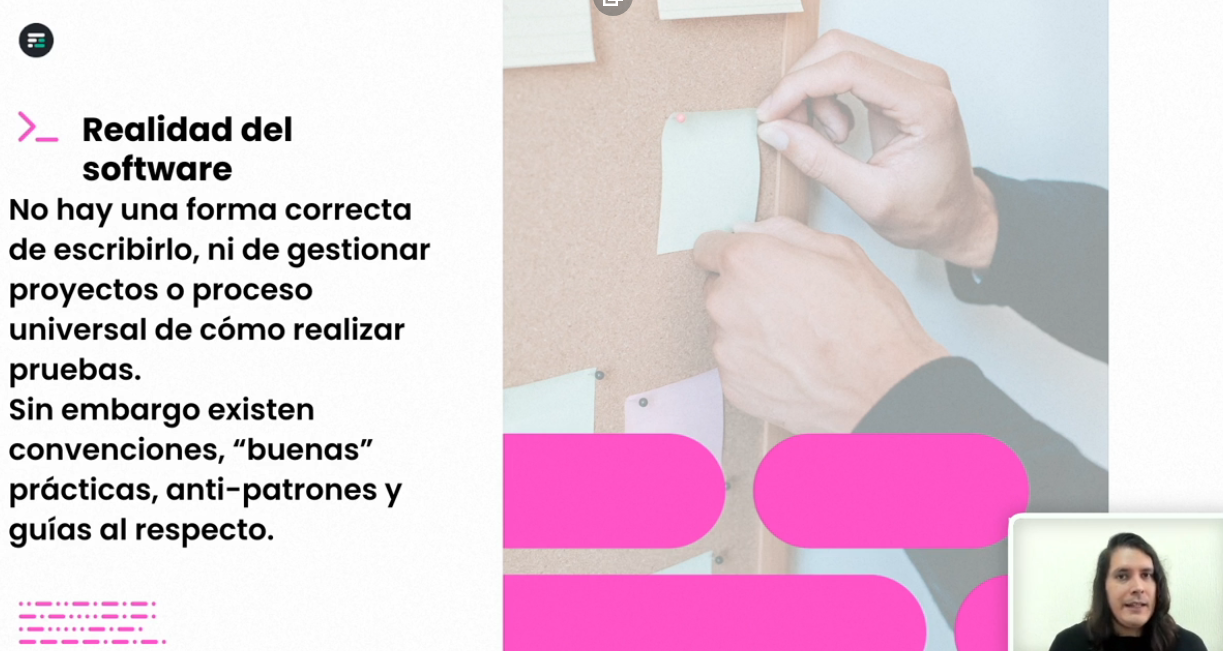 Realidad del
software
No hay una forma correcta
de escribirlo, ni de gestionar
proyectos o proceso
universal de cómo realizar
pruebas.
Sin embargo existen
convenciones, “buenas”
prácticas, anti-patrones y
guías al respecto.